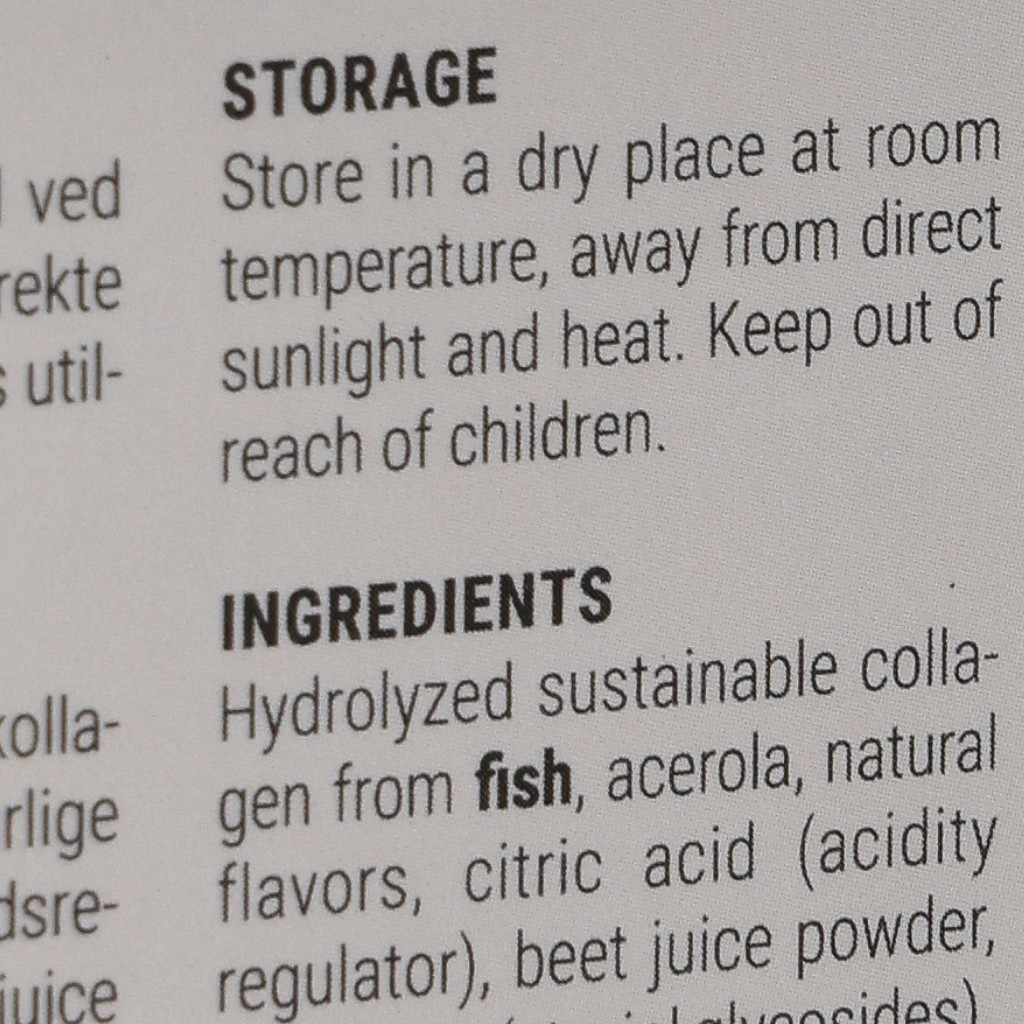 ved
rekte
util-
kolla-
rlige
dsre-
juice
STORAGE
Store in a dry place at room
temperature, away from direct
sunlight and heat. Keep out of
reach of children.
INGREDIENTS
Hydrolyzed sustainable colla-
gen from fish, acerola, natural
flavors, citric acid (acidity
regulator), beet juice powder,
glycosides)